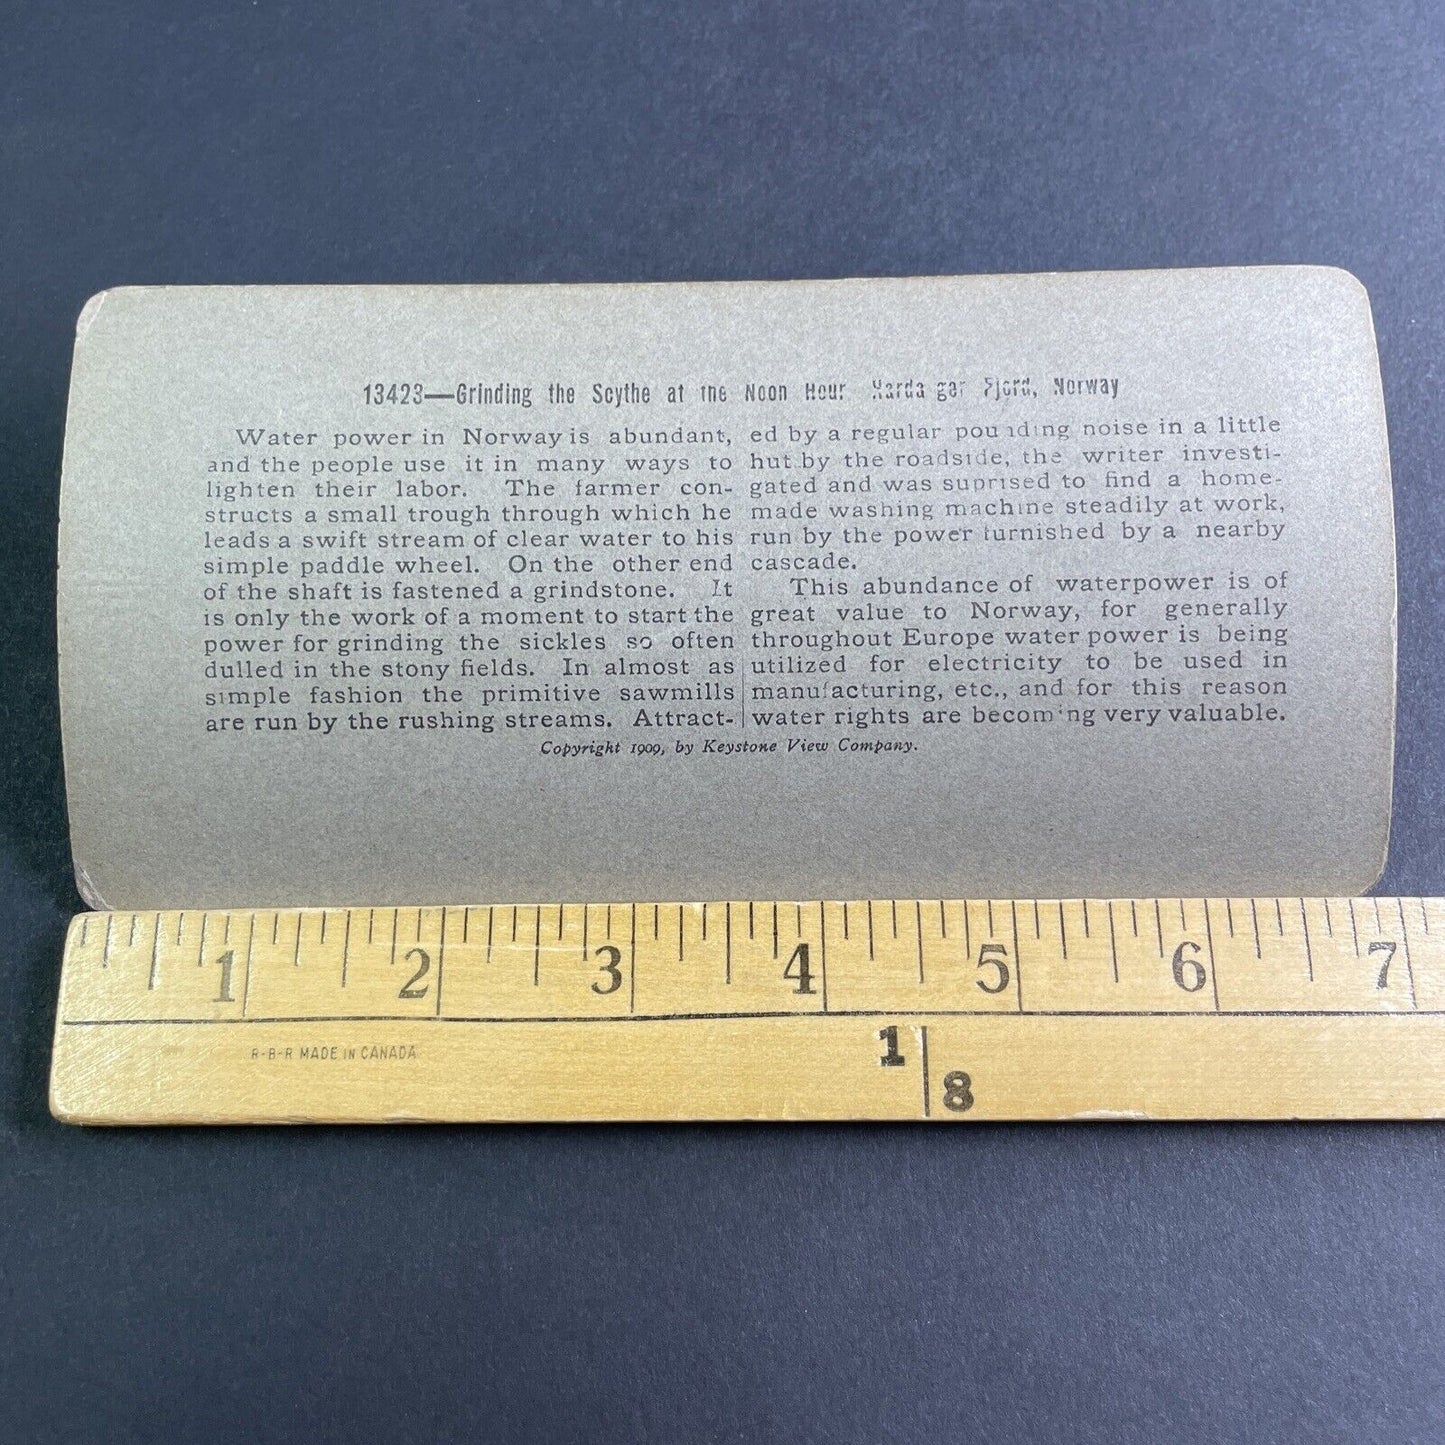 13423—Grinding the Scythe at the Noon Hour Hardanger Fjord, Norway
Water power in Norway is abundant,
and the people use it in many ways to
lighten their labor. The farmer con-
structs a small trough through which he
leads a swift stream of clear water to his
simple paddle wheel. On the other end
of the shaft is fastened a grindstone. It
is only the work of a moment to start the
power for grinding the sickles so often
dulled in the stony fields. In almost as
simple fashion the primitive sawmills
are run by the rushing streams. Attract-
ed by a regular pounding noise in a little
hut by the roadside, the writer investi-
gated and was suprised to find a home-
made washing machine steadily at work,
run by the power furnished by a nearby
cascade.
This abundance of waterpower is of
great value to Norway, for generally
throughout Europe water power is being
utilized for electricity to be used in
manufacturing, etc., and for this reason
water rights are becoming very valuable.
Copyright 1909, by Keystone View Company.
1 2 3 4 5 6 7
R-B-R MADE IN CANADA
1
8